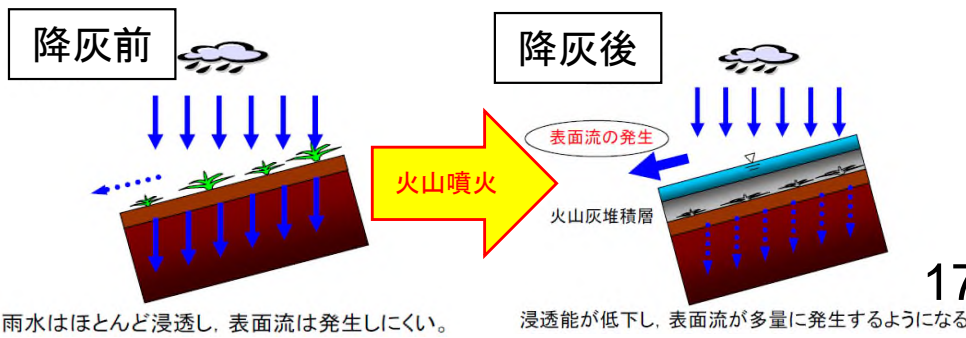 降灰前
降灰後
表面流の発生
火山噴火
火山灰堆積層
17
雨水はほとんど浸透し，表面流は発生しにくい。
浸透能が低下し，表面流が多量に発生するようになる